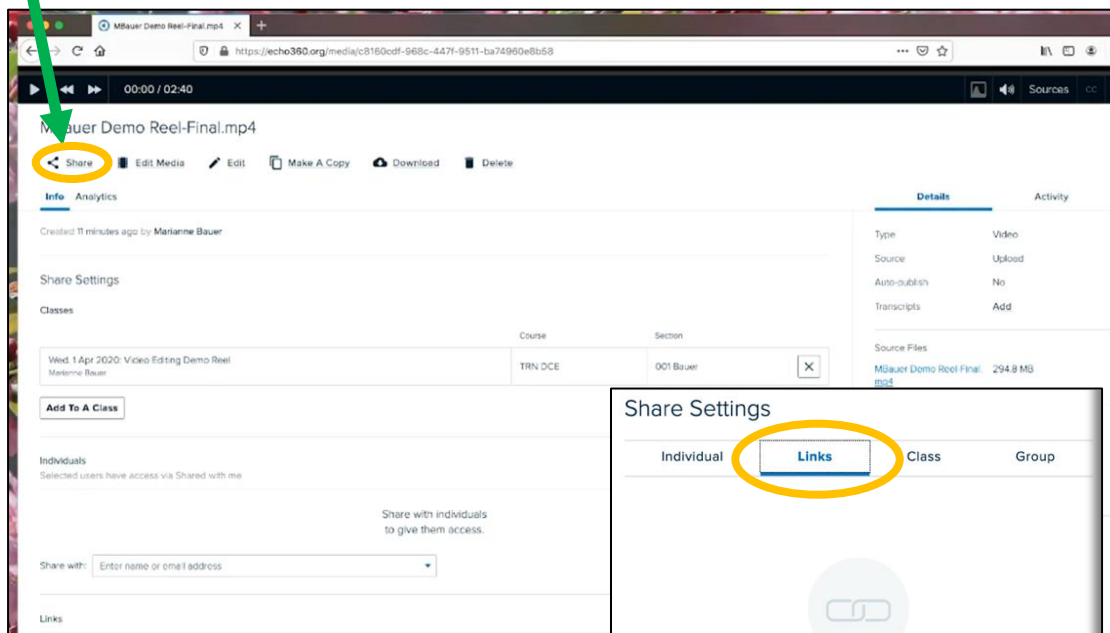 MBauer Demo Reel-Final.mp4
https://echo360.org/media/c8160cdf-968c-447f-9511-ba74960e8b58
00:00 / 02:40
Sources CC
MBauer Demo Reel-Final.mp4
Share Edit Media Edit Make A Copy Download Delete
Info Analytics
Details Activity
Created 11 minutes ago by Marianne Bauer
Type Video
Source Upload
Auto-publish No
Transcripts Add
Share Settings
Classes
Course Section
Wed, 1 Apr 2020: Video Editing Demo Reel
Marianne Bauer
TRN DCE 001 Bauer
Source Files
MBauer Demo Reel-Final.
mp4
294.8 MB
Add To A Class
Individuals
Selected users have access via Shared with me
Share with individuals
to give them access.
Share with: Enter name or email address
Links
Share Settings
Individual Links Class Group